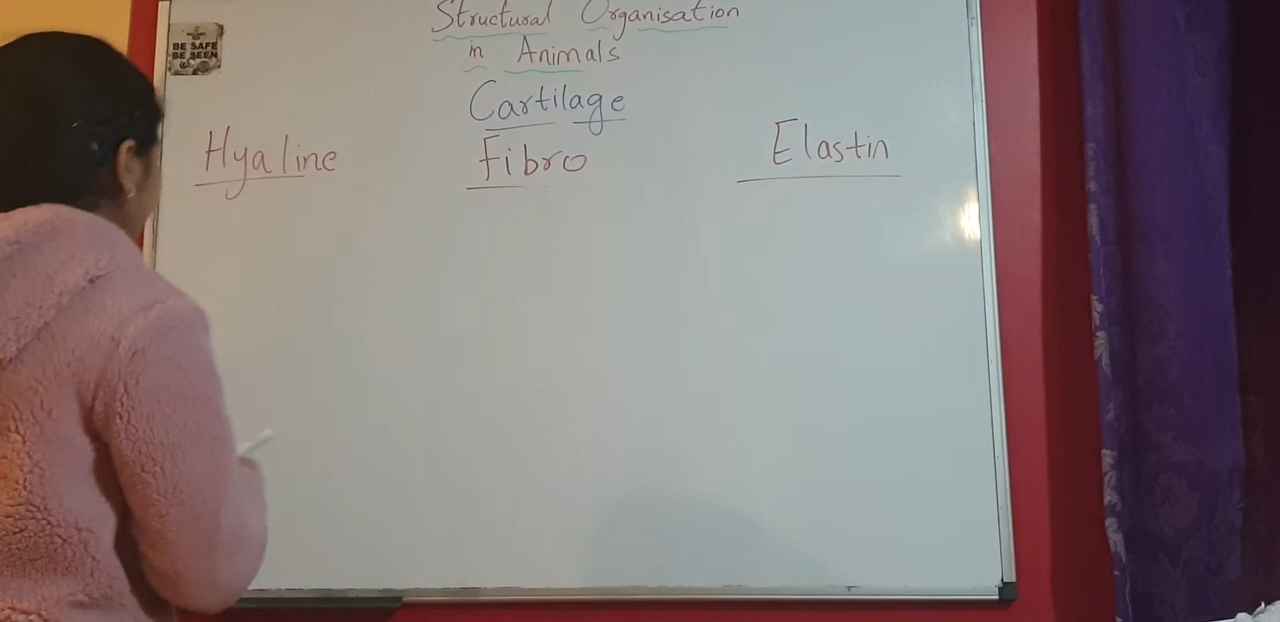 Structural Organisation
in Animals
Cartilage
Hyaline
Fibro
Elastin
BE SAFE
BE SEEN